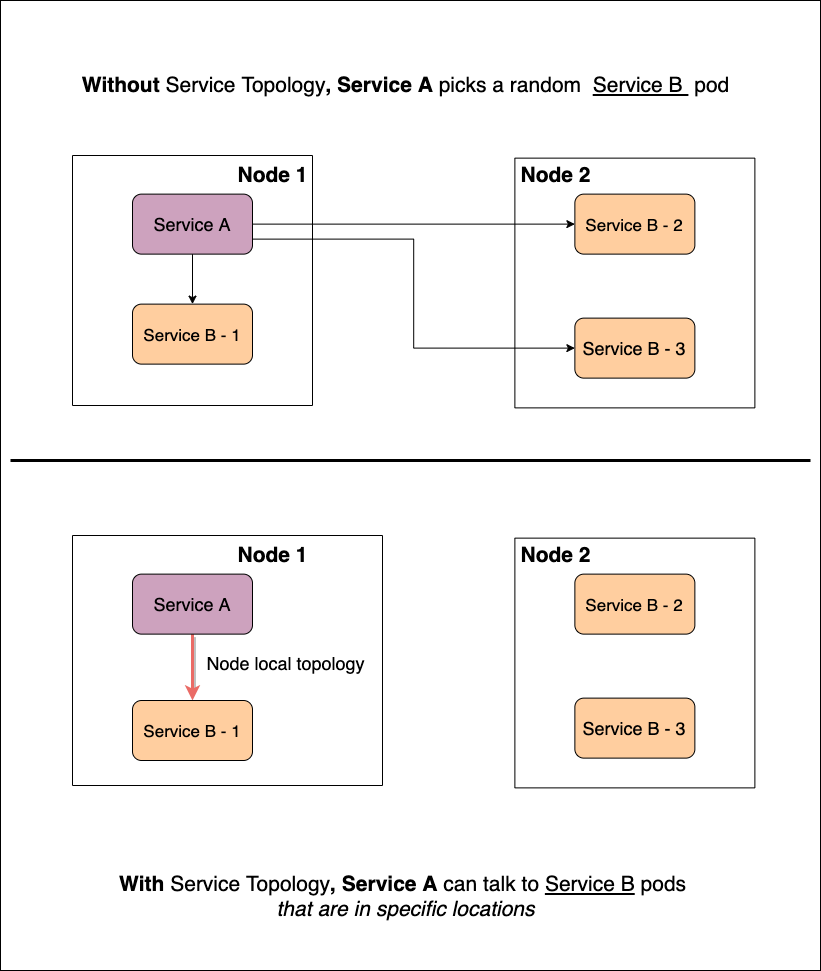 Without Service Topology, Service A picks a random Service B pod
Node 1
Node 2
Service A
Service B - 2
Service B - 1
Service B - 3
Node 1
Node 2
Service A
Service B - 2
Node local topology
Service B - 1
Service B - 3
With Service Topology, Service A can talk to Service B pods
that are in specific locations